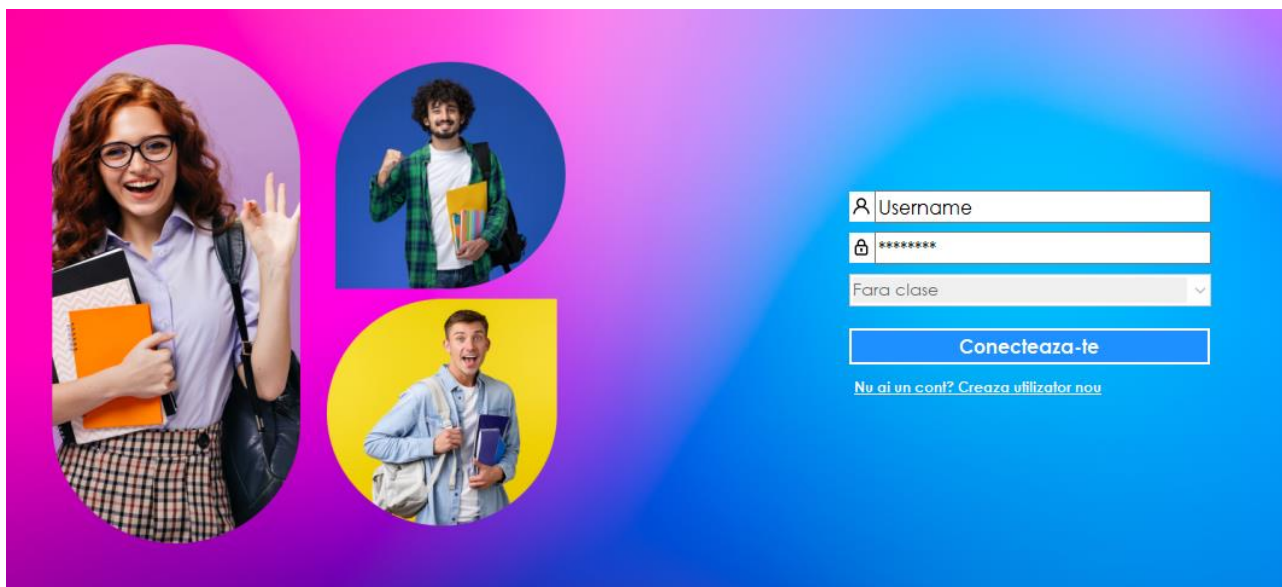 Username
********
Fara clase
Conecteaza-te
Nu ai un cont? Creaza utilizator nou